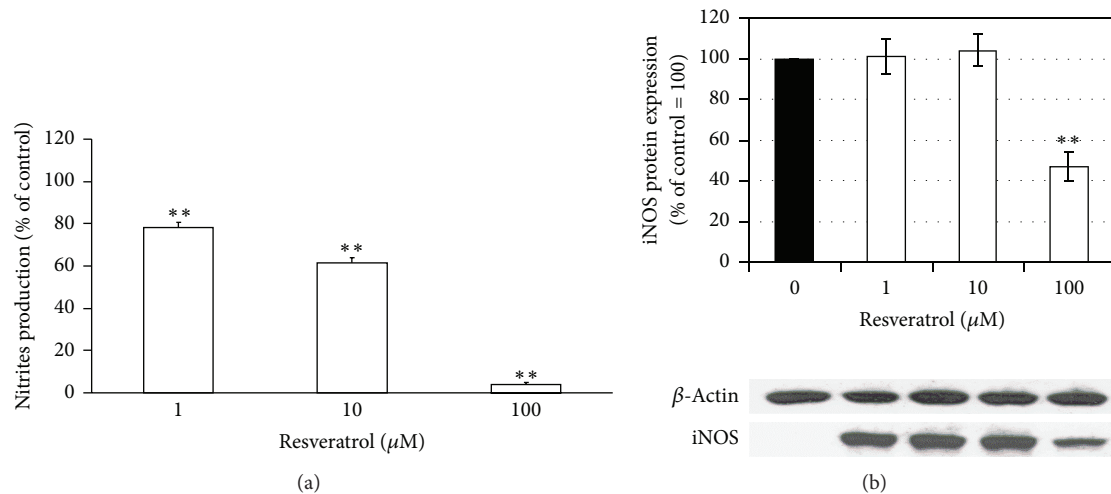 Nitrites production (% of control)
120
100
80
60
40
20
0
**
**
**
1 10 100
Resveratrol (µM)
(a)
iNOS protein expression
(% of control = 100)
120
100
80
60
40
20
0
**
0 1 10 100
Resveratrol (µM)
β-Actin
iNOS
(b)